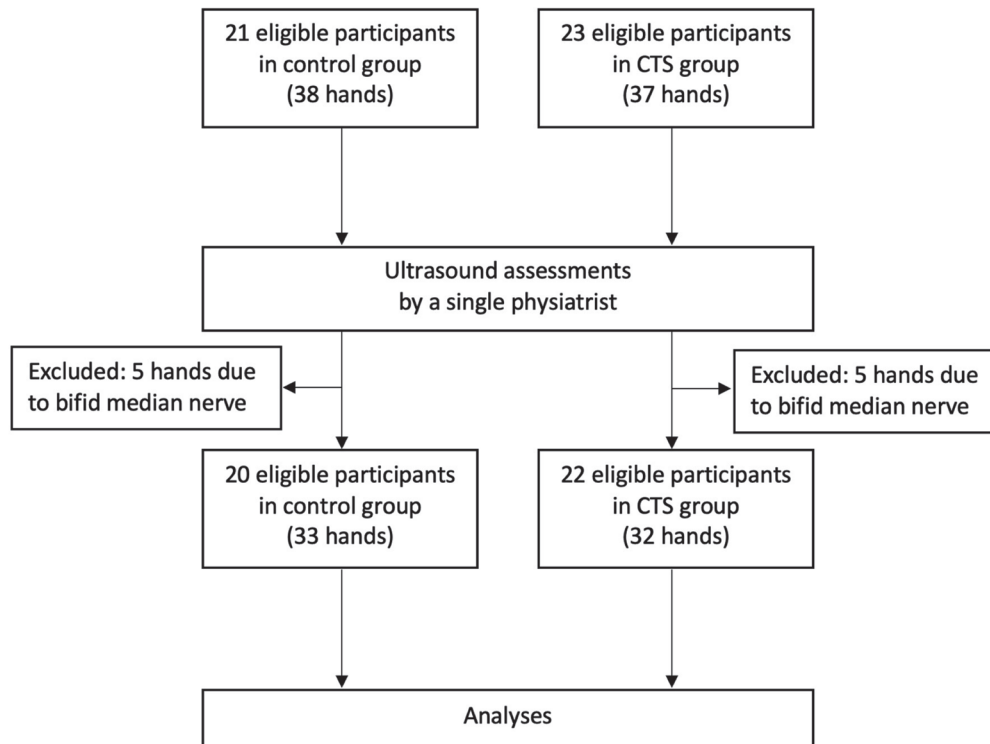 21 eligible participants
in control group
(38 hands)
23 eligible participants
in CTS group
(37 hands)
Ultrasound assessments
by a single physiatrist
Excluded: 5 hands due
to bifid median nerve
Excluded: 5 hands due
to bifid median nerve
20 eligible participants
in control group
(33 hands)
22 eligible participants
in CTS group
(32 hands)
Analyses